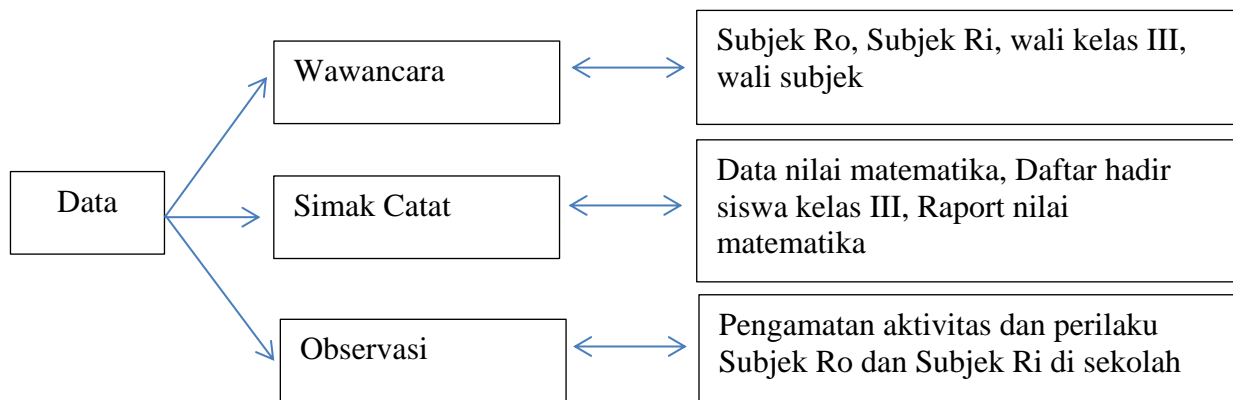 Data
Wawancara
Subjek Ro, Subjek Ri, wali kelas III,
wali subjek
Simak Catat
Data nilai matematika, Daftar hadir
siswa kelas III, Raport nilai
matematika
Observasi
Pengamatan aktivitas dan perilaku
Subjek Ro dan Subjek Ri di sekolah